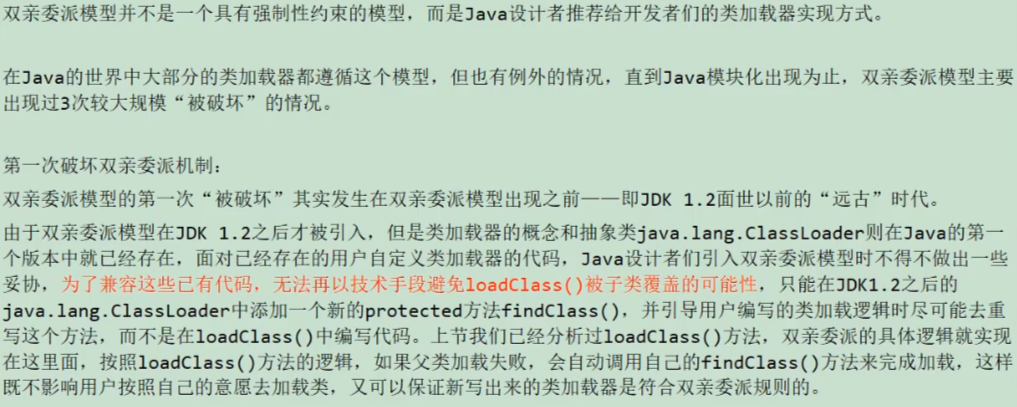 双亲委派模型并不是一个具有强制性约束的模型，而是Java设计者推荐给开发者们的类加载器实现方式。
在Java的世界中大部分的类加载器都遵循这个模型，但也有例外的情况，直到Java模块化出现为止，双亲委派模型主要
出现过3次较大规模“被破坏”的情况。
第一次破坏双亲委派机制：
双亲委派模型的第一次“被破坏”其实发生在双亲委派模型出现之前——即JDK 1.2面世以前的“远古”时代。
由于双亲委派模型在JDK 1.2之后才被引入，但是类加载器的概念和抽象类java.lang.ClassLoader则在Java的第一
个版本中就已经存在，面对已经存在的用户自定义类加载器的代码，Java设计者们引入双亲委派模型时不得不做出一些
妥协，为了兼容这些已有代码，无法再以技术手段避免loadClass()被子类覆盖的可能性，只能在JDK1.2之后的
java.lang.ClassLoader中添加一个新的protected方法findClass()，并引导用户编写的类加载逻辑时尽可能去重
写这个方法，而不是在loadClass()中编写代码。上节我们已经分析过loadClass()方法，双亲委派的具体逻辑就实现
在这里面，按照loadClass()方法的逻辑，如果父类加载失败，会自动调用自己的findClass()方法来完成加载，这样
既不影响用户按照自己的意愿去加载类，又可以保证新写出来的类加载器是符合双亲委派规则的。